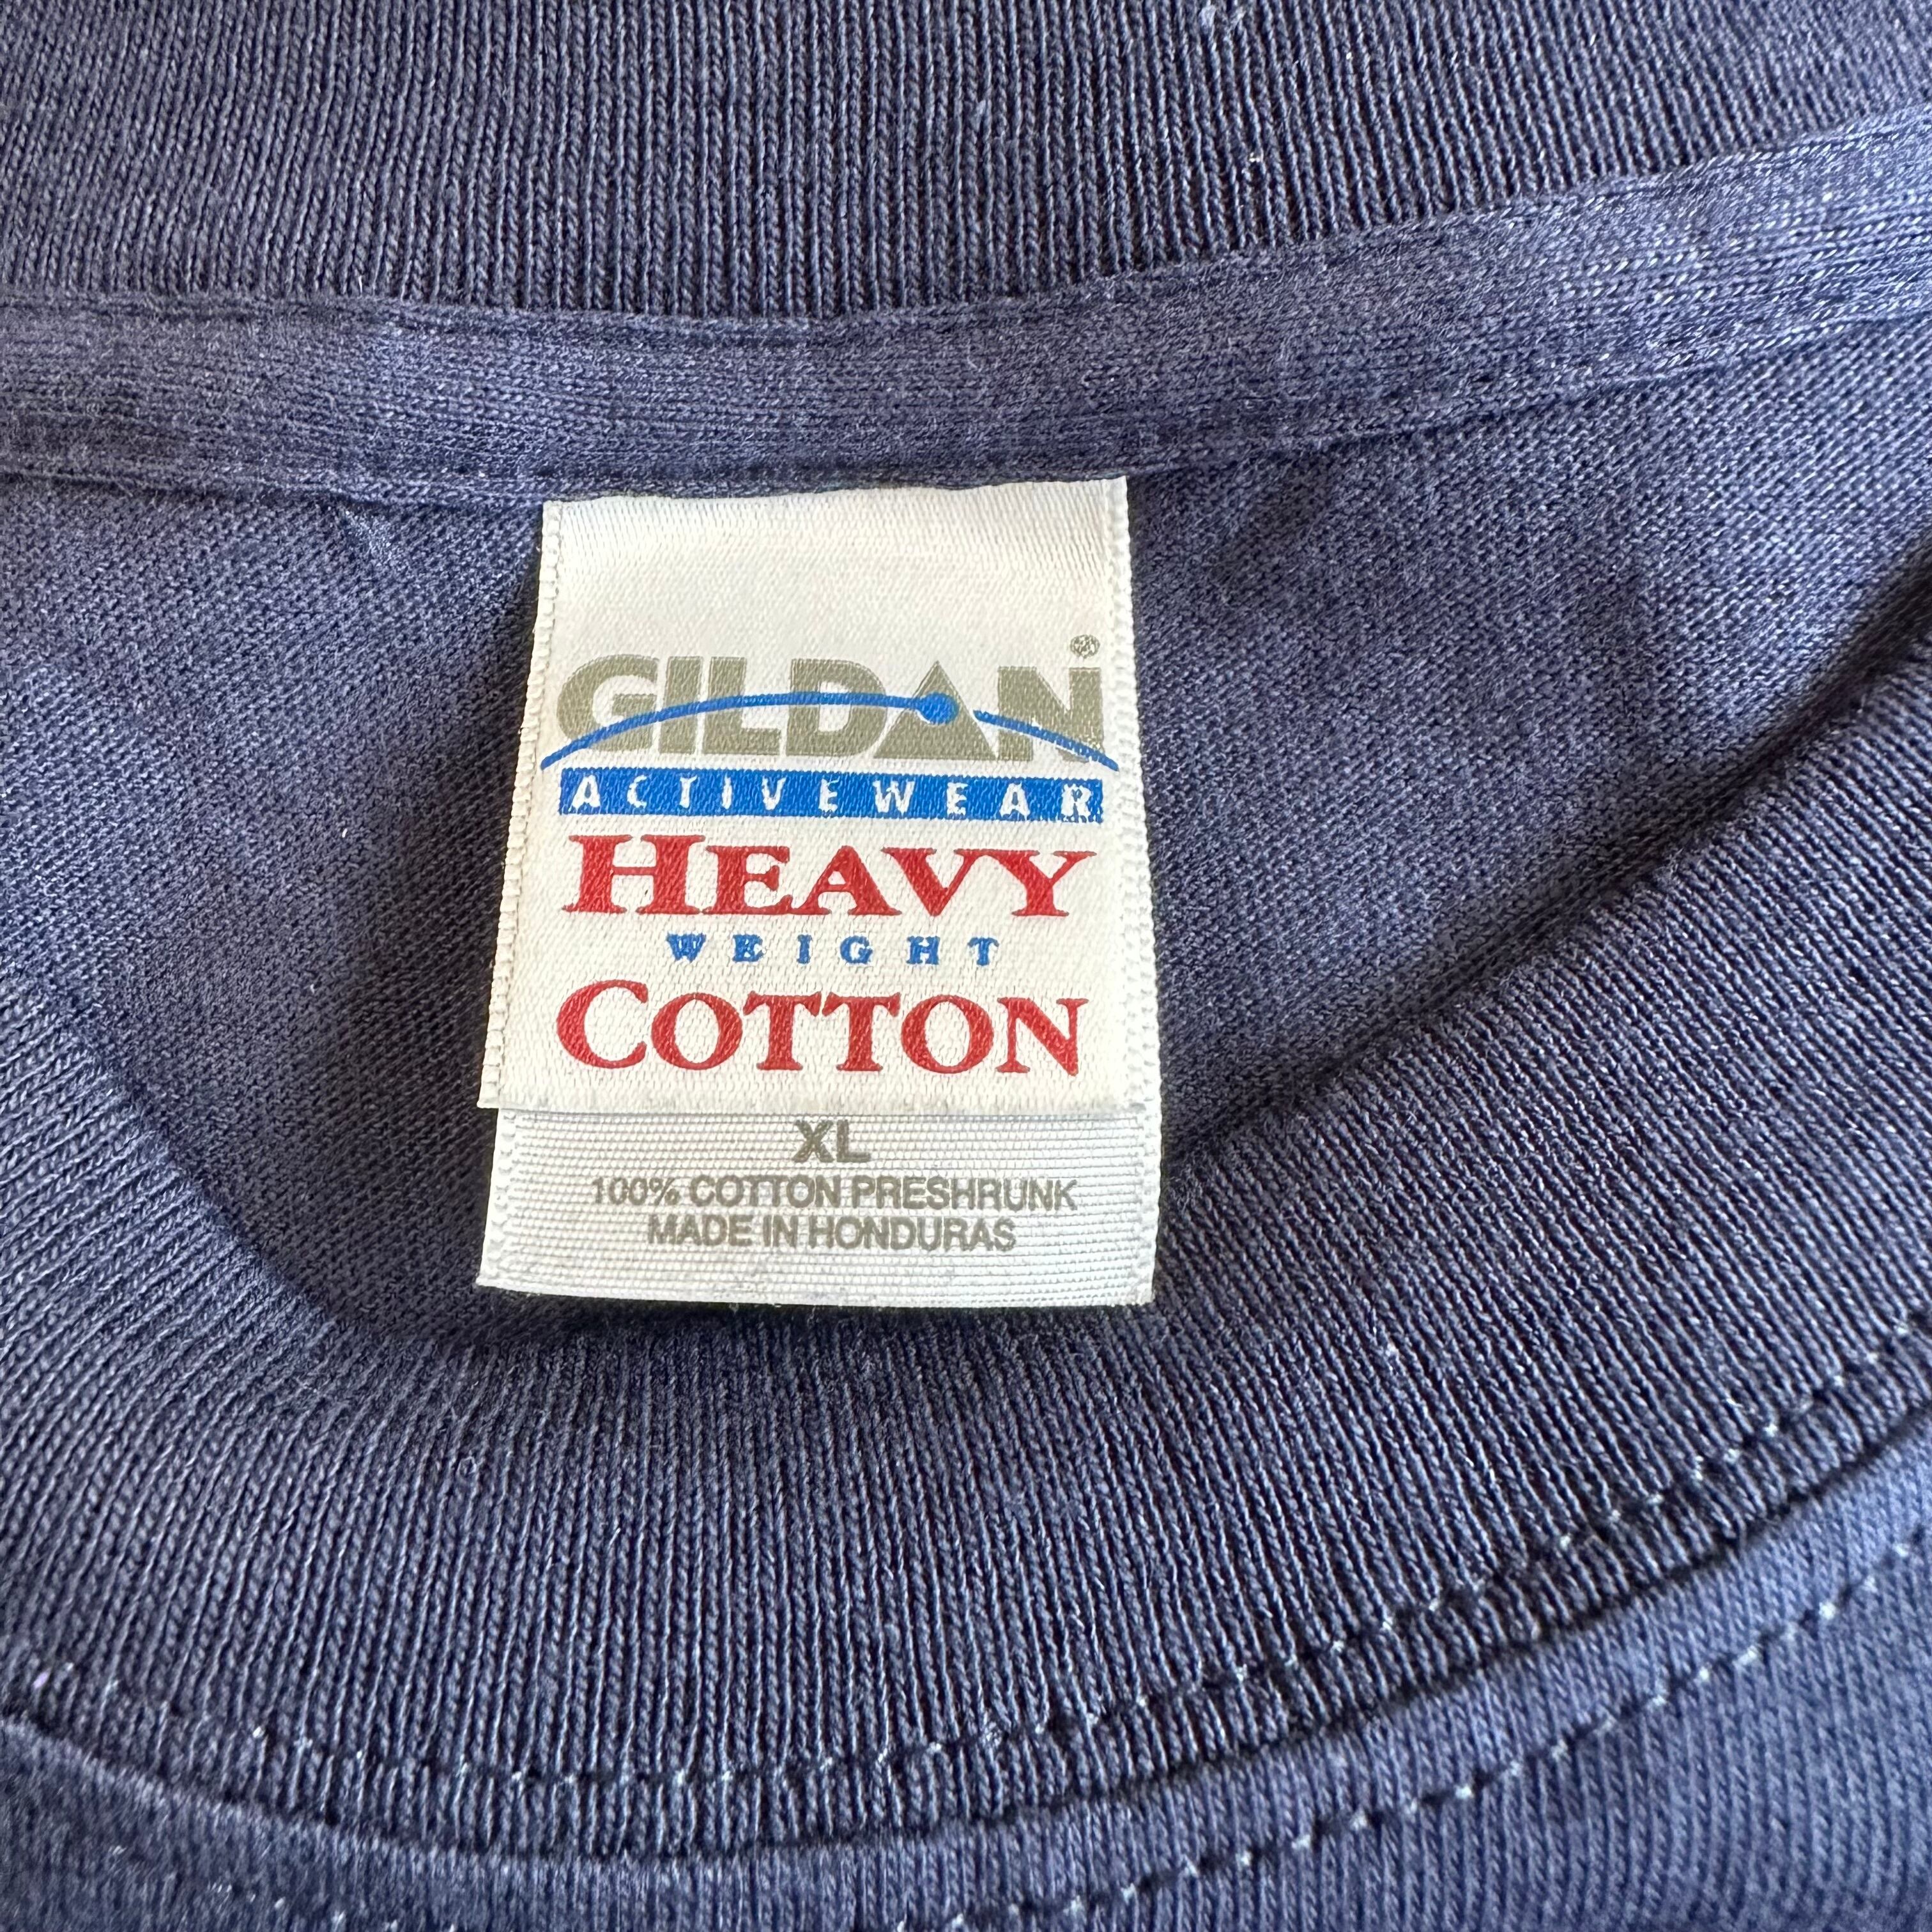 GILDAN®
ACTIVEWEAR
HEAVY
WEIGHT
COTTON
XL
100% COTTON PRESHRUNK
MADE IN HONDURAS